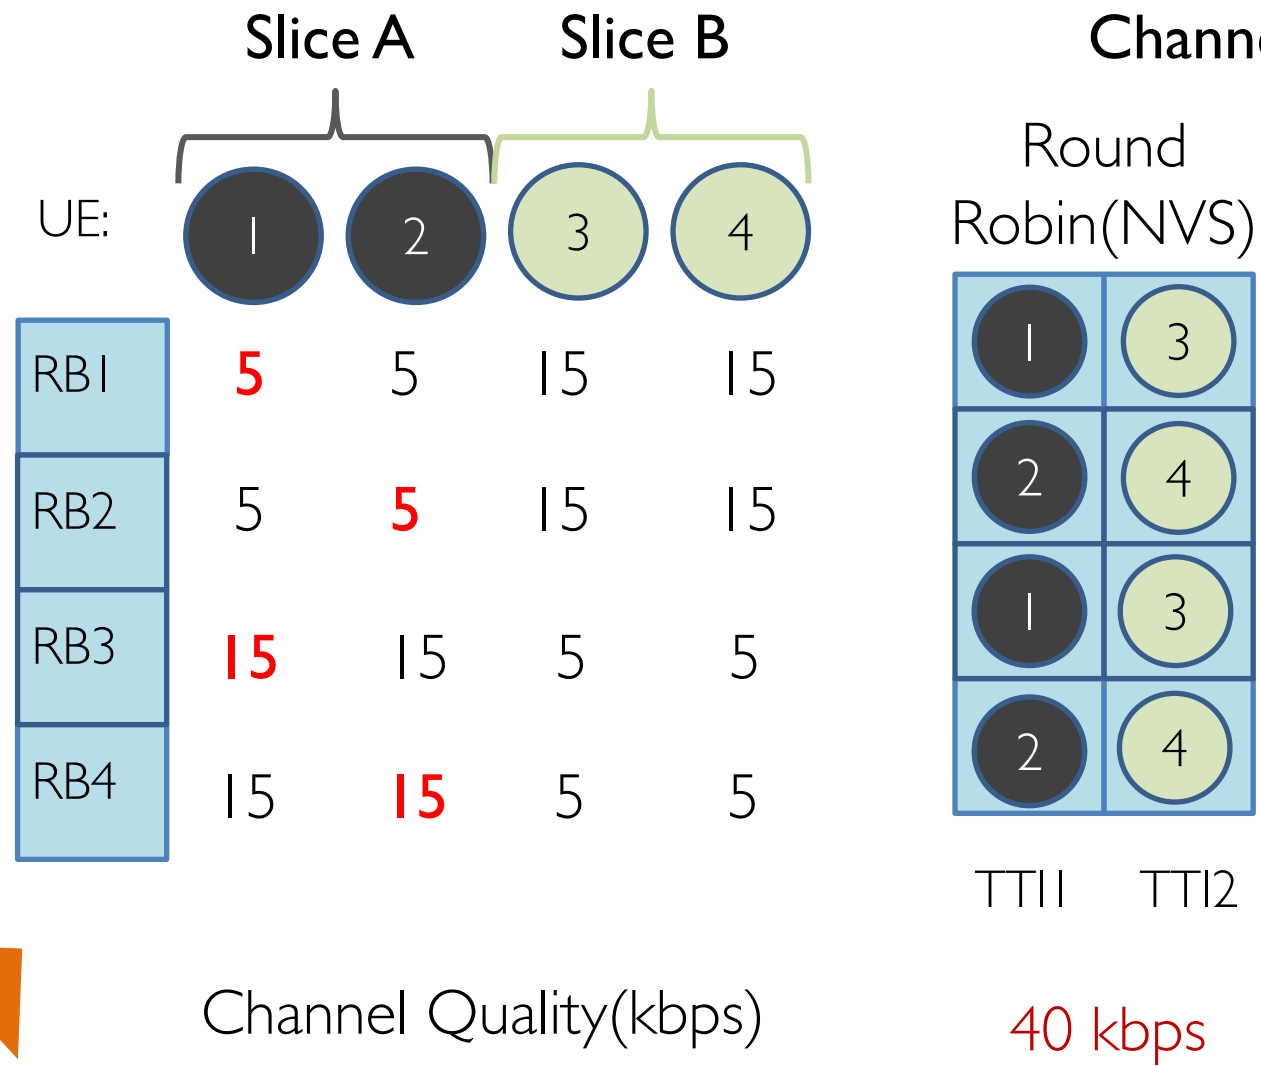 Slice A Slice B Channe
Round
Robin(NVS)
UE: 1 2 3 4
RB1 5 5 15 15 1 3
RB2 5 5 15 15 2 4
RB3 15 15 5 5 1 3
RB4 15 15 5 5 2 4
TTI1 TTI2
Channel Quality(kbps) 40 kbps